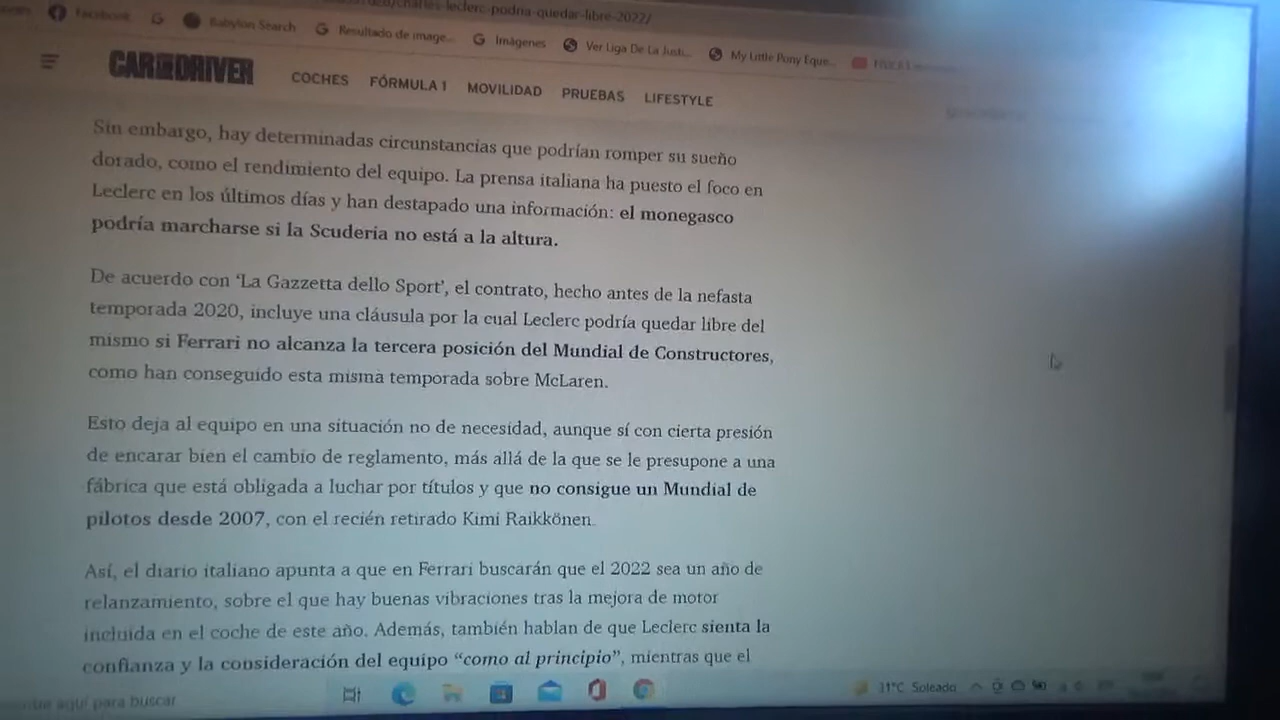 charles-leclerc-podria-quedar-libre-2022/
Facebook Babylon Search Resultado de image... Imágenes Ver Liga De La Justi... My Little Pony Eque...
CAR AND DRIVER COCHES FÓRMULA 1 MOVILIDAD PRUEBAS LIFESTYLE
Sin embargo, hay determinadas circunstancias que podrían romper su sueño
dorado, como el rendimiento del equipo. La prensa italiana ha puesto el foco en
Leclerc en los últimos días y han destapado una información: el monegasco
podría marcharse si la Scuderia no está a la altura.
De acuerdo con ‘La Gazzetta dello Sport’, el contrato, hecho antes de la nefasta
temporada 2020, incluye una cláusula por la cual Leclerc podría quedar libre del
mismo si Ferrari no alcanza la tercera posición del Mundial de Constructores,
como han conseguido esta misma temporada sobre McLaren.
Esto deja al equipo en una situación no de necesidad, aunque sí con cierta presión
de encarar bien el cambio de reglamento, más allá de la que se le presupone a una
fábrica que está obligada a luchar por títulos y que no consigue un Mundial de
pilotos desde 2007, con el recién retirado Kimi Raikkönen.
Así, el diario italiano apunta a que en Ferrari buscarán que el 2022 sea un año de
relanzamiento, sobre el que hay buenas vibraciones tras la mejora de motor
incluida en el coche de este año. Además, también hablan de que Leclerc sienta la
confianza y la consideración del equipo “como al principio”, mientras que el
aquí para buscar 31°C Soleado